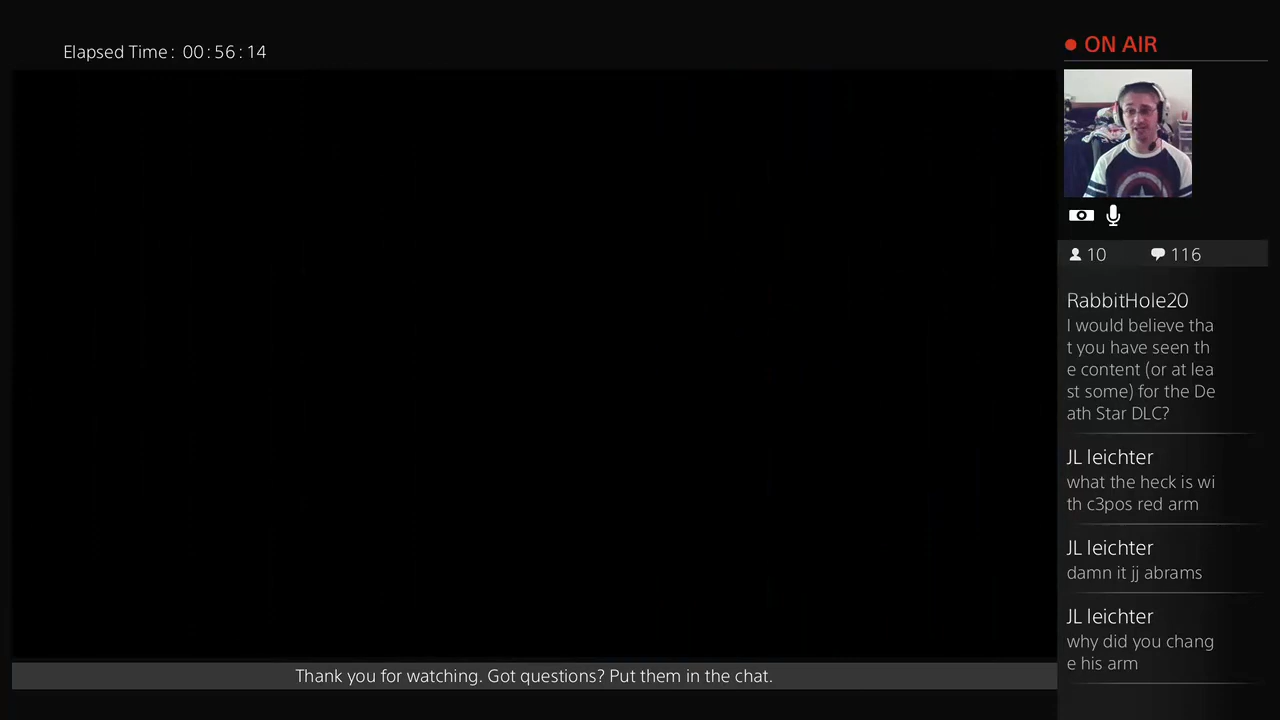 Elapsed Time: 00:56:14
ON AIR
10 116
RabbitHole20
I would believe tha
t you have seen th
e content (or at lea
st some) for the De
ath Star DLC?
JL leichter
what the heck is wi
th c3pos red arm
JL leichter
damn it jj abrams
JL leichter
why did you chang
e his arm
Thank you for watching. Got questions? Put them in the chat.